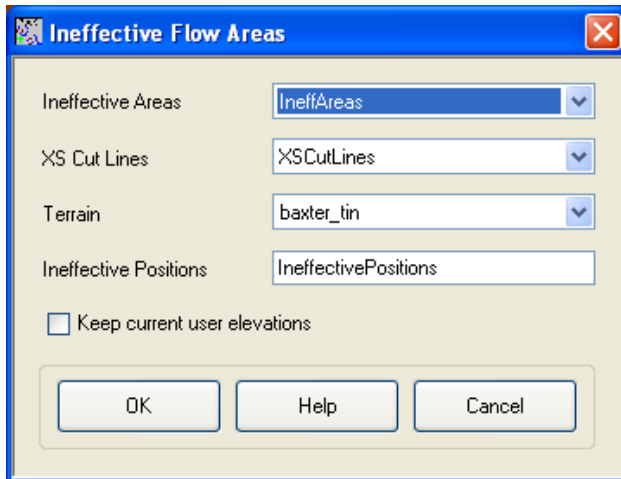 Ineffective Flow Areas
Ineffective Areas IneffAreas
XS Cut Lines XSCutLines
Terrain baxter_tin
Ineffective Positions IneffectivePositions
Keep current user elevations
OK Help Cancel